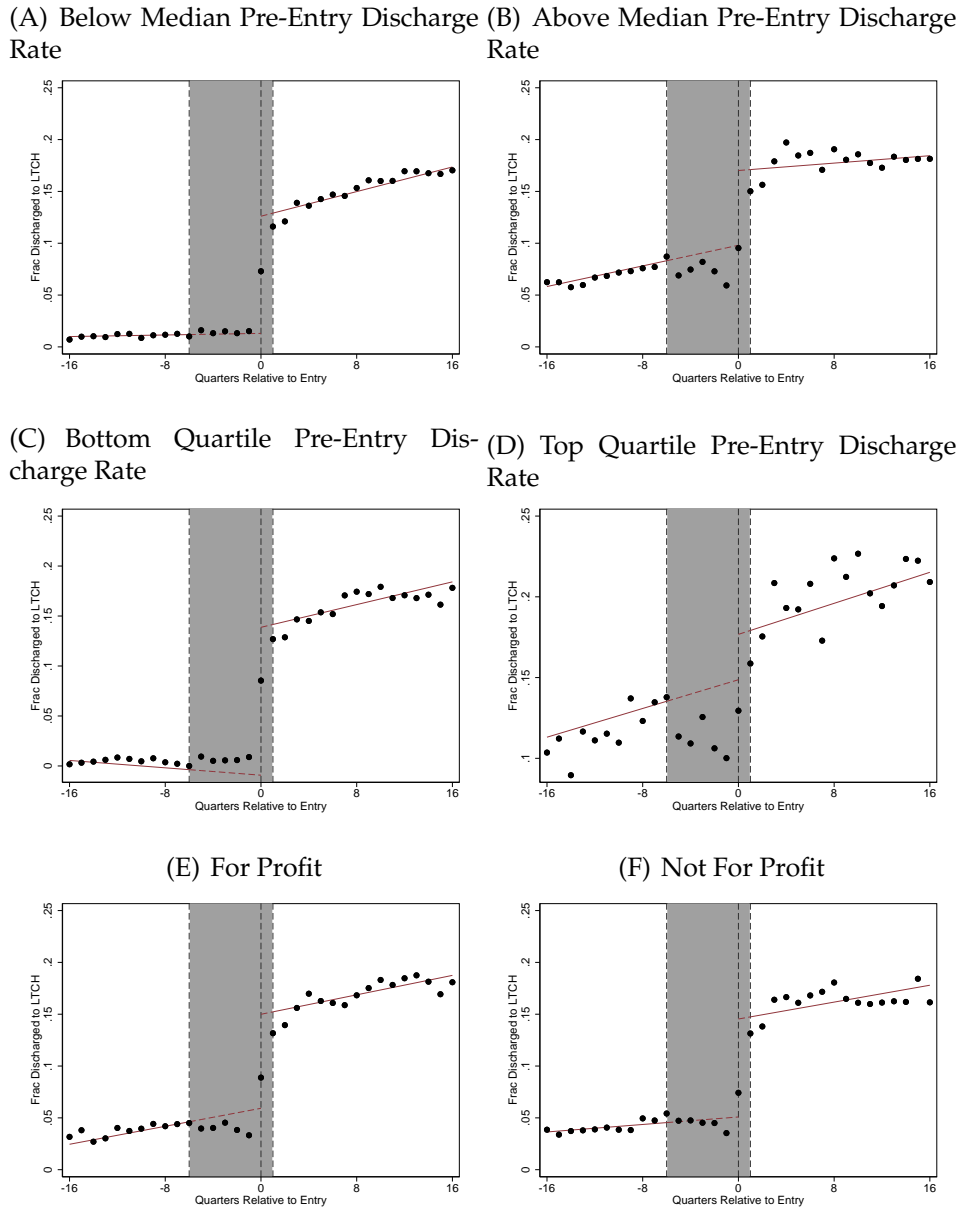 (A) Below Median Pre-Entry Discharge
Rate
.25
.2
.15
.1
.05
0
Frac Discharged to LTCH
-16
-8
0
8
16
Quarters Relative to Entry
(B) Above Median Pre-Entry Discharge
Rate
.25
.2
.15
.1
.05
0
Frac Discharged to LTCH
-16
-8
0
8
16
Quarters Relative to Entry
(C) Bottom Quartile Pre-Entry Dis-
charge Rate
.25
.2
.15
.1
.05
0
Frac Discharged to LTCH
-16
-8
0
8
16
Quarters Relative to Entry
(D) Top Quartile Pre-Entry Discharge
Rate
.25
.2
.15
.1
Frac Discharged to LTCH
-16
-8
0
8
16
Quarters Relative to Entry
(E) For Profit
.25
.2
.15
.1
.05
0
Frac Discharged to LTCH
-16
-8
0
8
16
Quarters Relative to Entry
(F) Not For Profit
.25
.2
.15
.1
.05
0
Frac Discharged to LTCH
-16
-8
0
8
16
Quarters Relative to Entry